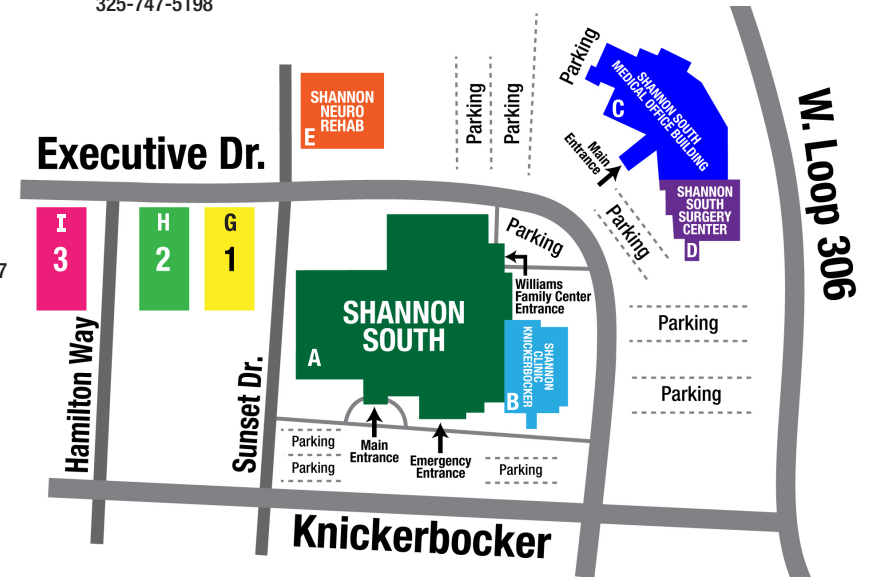 325-747-5198
Parking
Parking
Parking
SHANNON SOUTH
MEDICAL OFFICE BUILDING
C
W. Loop 306
SHANNON
NEURO
REHAB
E
Executive Dr.
Main
Entrance
SHANNON
SOUTH
SURGERY
CENTER
D
Parking
I
3
H
2
G
1
7
Parking
Williams
Family Center
Entrance
SHANNON
SOUTH
A
SHANNON
CLINIC
KNICKERBOCKER
B
Parking
Parking
Hamilton Way
Sunset Dr.
Parking
Parking
Main
Entrance
Emergency
Entrance
Parking
Knickerbocker